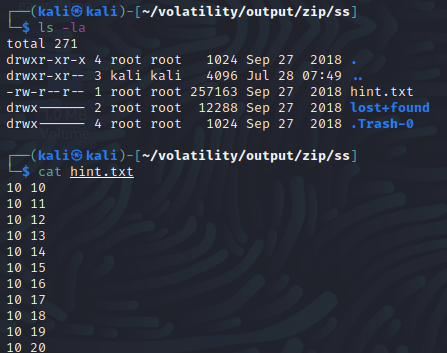 ┌──(kali㉿kali)-[~/volatility/output/zip/ss]
└─$ ls -la
total 271
drwxr-xr-x 4 root root 1024 Sep 27 2018 .
drwxr-xr-- 3 kali kali 4096 Jul 28 07:49 ..
-rw-r--r-- 1 root root 257163 Sep 27 2018 hint.txt
drwx------ 2 root root 12288 Sep 27 2018 lost+found
drwx------ 4 root root 1024 Sep 27 2018 .Trash-0
┌──(kali㉿kali)-[~/volatility/output/zip/ss]
└─$ cat hint.txt
10 10
10 11
10 12
10 13
10 14
10 15
10 16
10 17
10 18
10 19
10 20